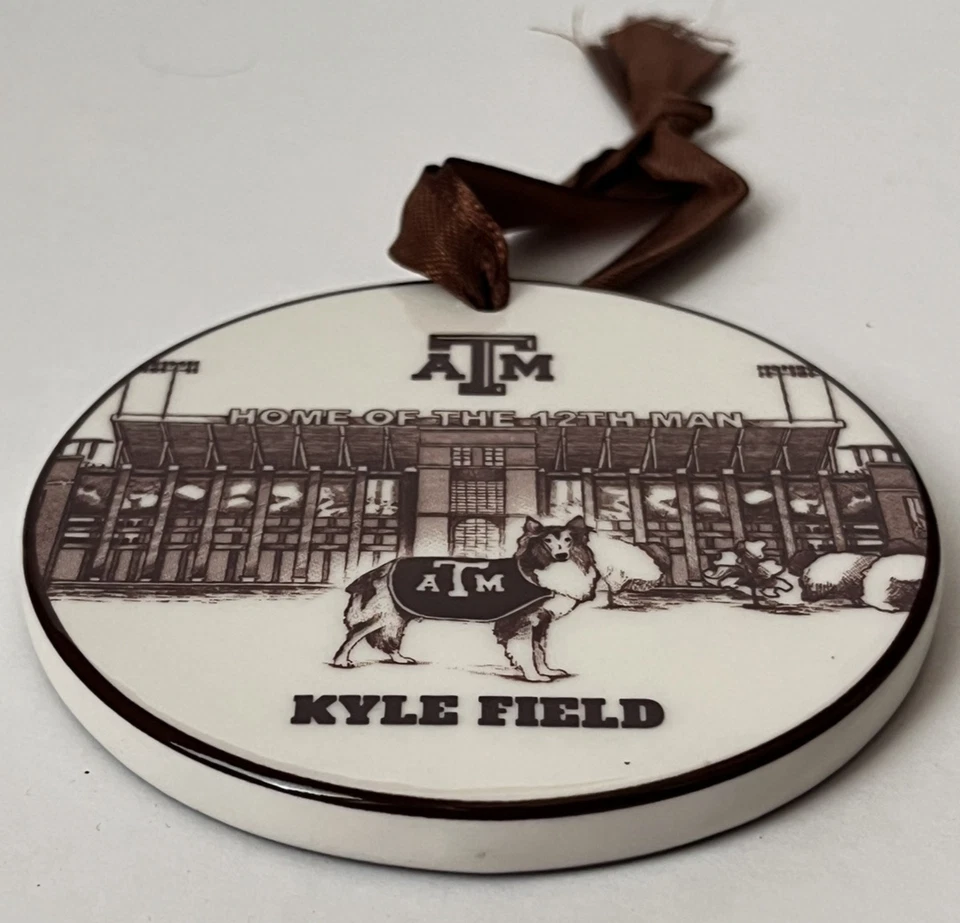 ATM
HOME OF THE 12TH MAN
ATM
KYLE FIELD